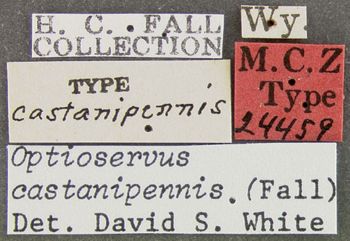 H. C. FALL
COLLECTION
Wy.
TYPE
castanipennis
M.C.Z
Type
24459
Optioservus
castanipennis. (Fall)
Det. David S. White